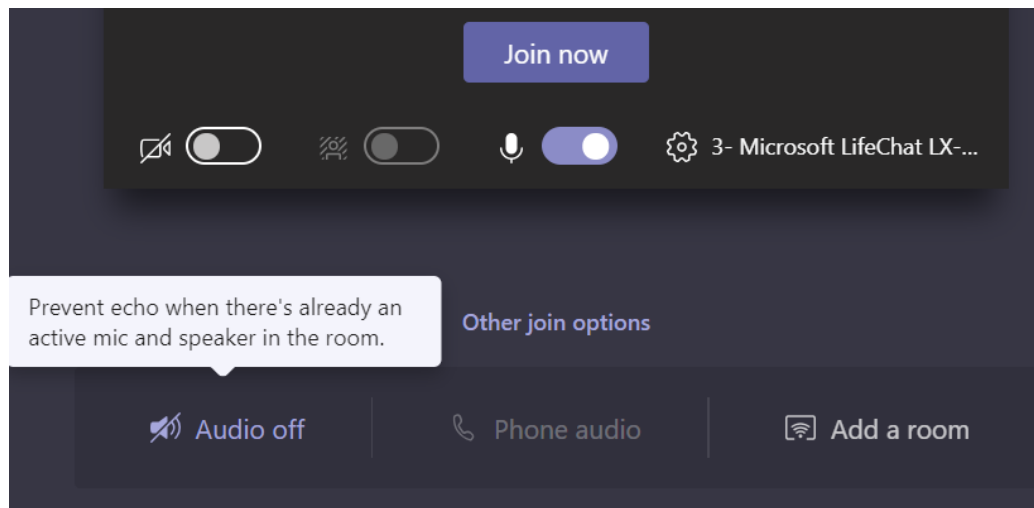 Join now
3- Microsoft LifeChat LX-...
Prevent echo when there's already an
active mic and speaker in the room.
Other join options
Audio off
Phone audio
Add a room